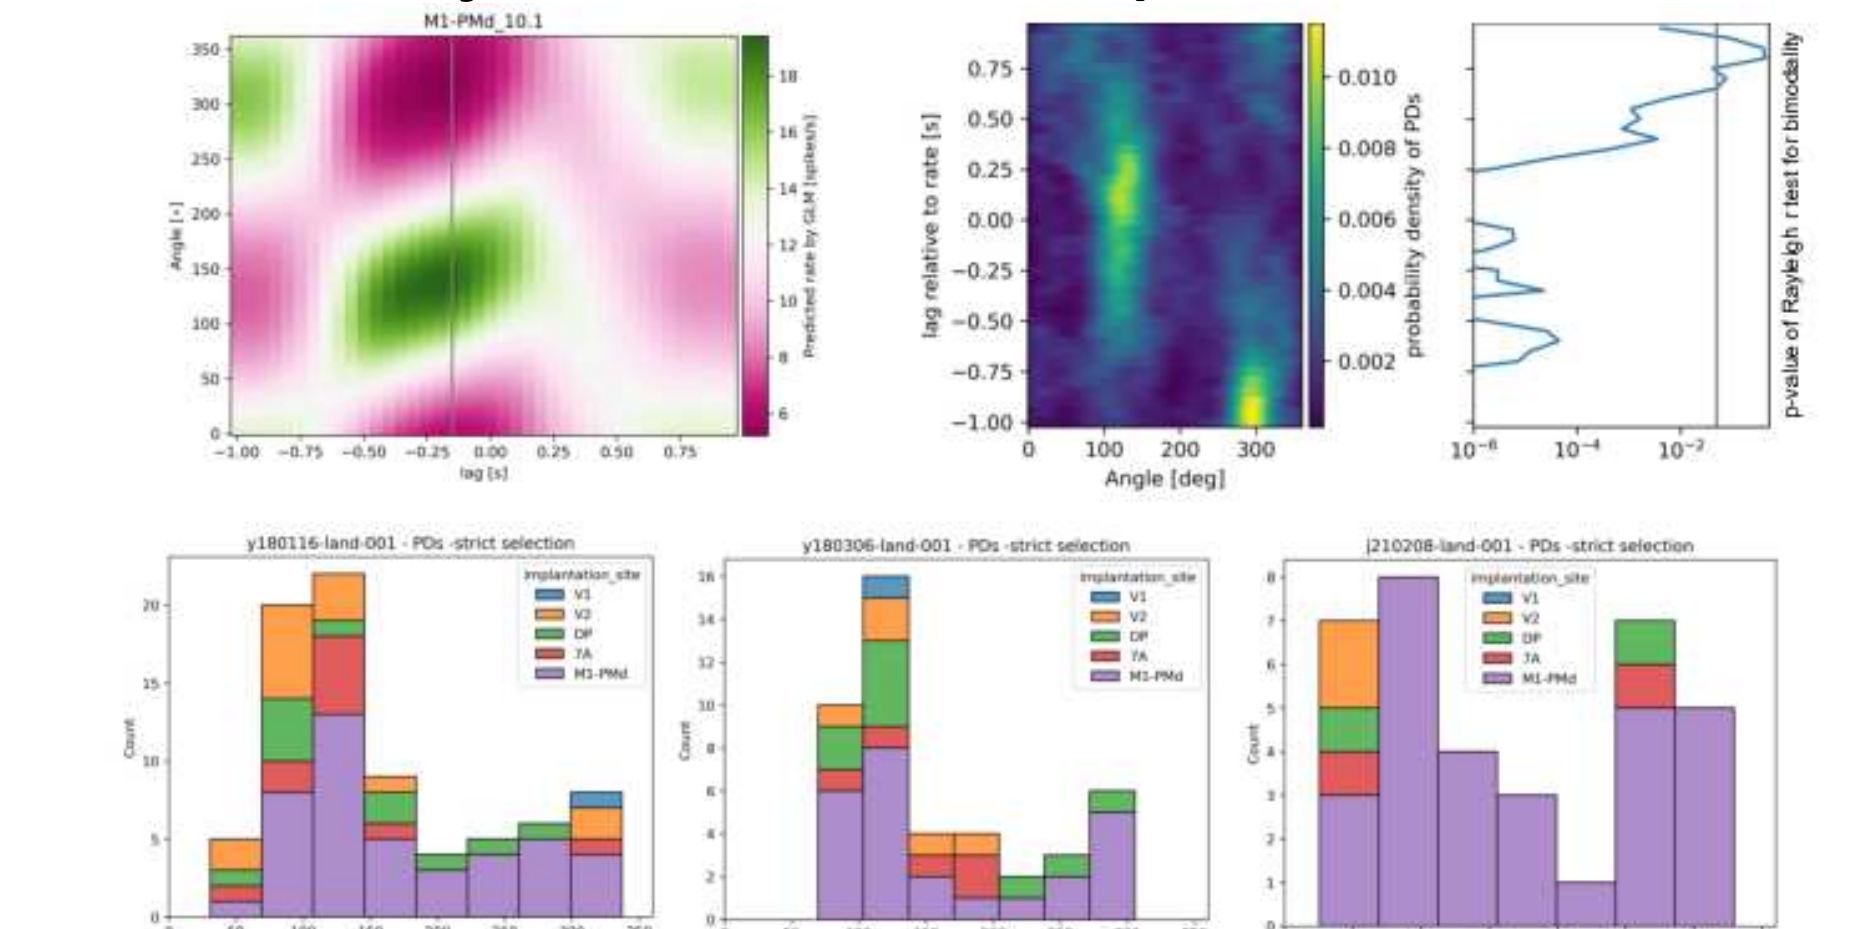 M1-PMd_10.1
350
300
250
200
150
100
50
0
Angle [∘]
−1.00 −0.75 −0.50 −0.25 0.00 0.25 0.50 0.75
lag [s]
18
16
14
12
10
8
6
Predicted rate by GLM [spikes/s]
0.75
0.50
0.25
0.00
−0.25
−0.50
−0.75
−1.00
lag relative to rate [s]
0 100 200 300
Angle [deg]
0.010
0.008
0.006
0.004
0.002
probability density of PDs
10⁻⁶ 10⁻⁴ 10⁻²
p-value of Rayleigh r test for bimodality
y180116-land-001 - PDs -strict selection
implantation_site
V1
V2
DP
7A
M1-PMd
20
15
10
5
0
Count
y180306-land-001 - PDs -strict selection
implantation_site
V1
V2
DP
7A
M1-PMd
16
14
12
10
8
6
4
2
0
Count
j210208-land-001 - PDs -strict selection
implantation_site
V1
V2
DP
7A
M1-PMd
8
7
6
5
4
3
2
1
0
Count